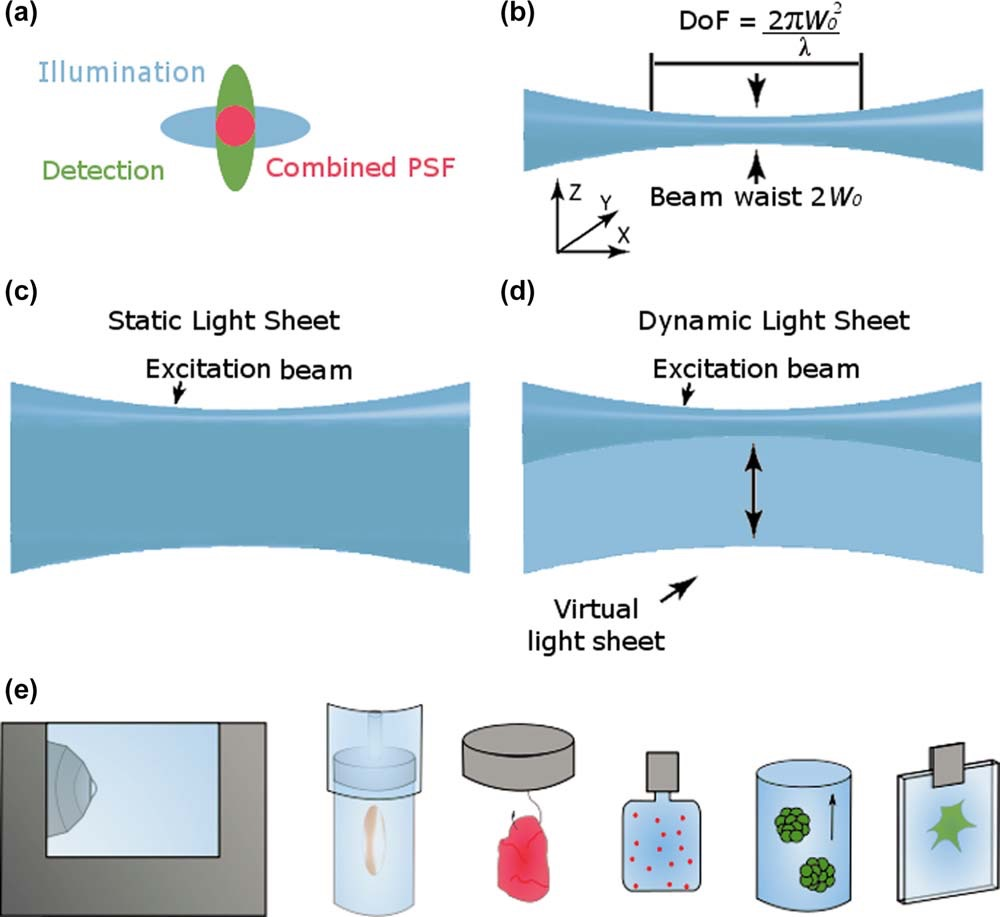 (a)
Illumination
Detection
Combined PSF
(b)
DoF = 2πW₀²
λ
Beam waist 2W₀
Z
Y
X
(c)
Static Light Sheet
Excitation beam
(d)
Dynamic Light Sheet
Excitation beam
Virtual
light sheet
(e)